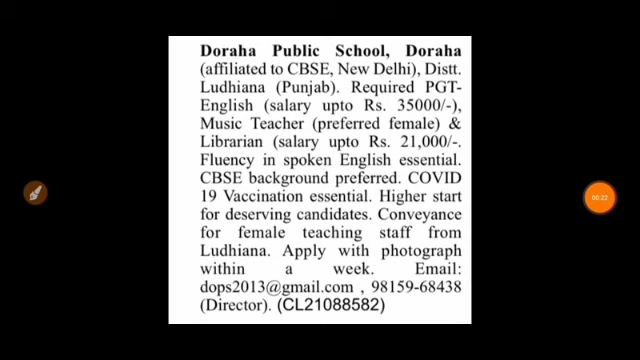 Doraha Public School, Doraha
(affiliated to CBSE, New Delhi), Distt.
Ludhiana (Punjab). Required PGT-
English (salary upto Rs. 35000/-),
Music Teacher (preferred female) &
Librarian (salary upto Rs. 21,000/-.
Fluency in spoken English essential.
CBSE background preferred. COVID
19 Vaccination essential. Higher start
for deserving candidates. Conveyance
for female teaching staff from
Ludhiana. Apply with photograph
within a week. Email:
dops2013@gmail.com , 98159-68438
(Director). (CL21088582)
00:22